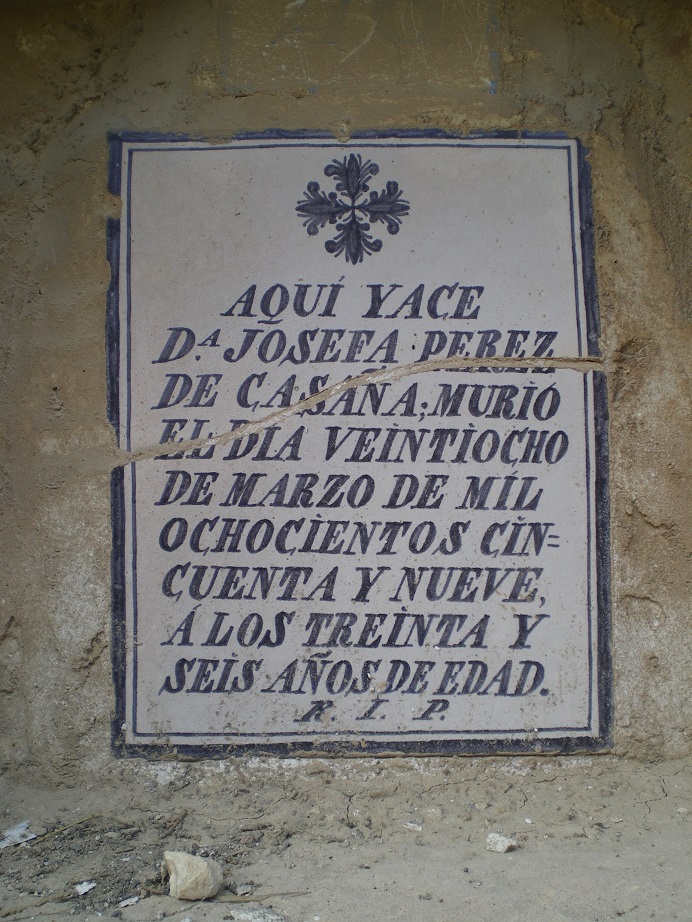 AQUÍ YACE
D.ª JOSEFA PEREZ
DE CASAÑA; MURIÓ
EL DIA VEINTIOCHO
DE MARZO DE MIL
OCHOCIENTOS CIN=
CUENTA Y NUEVE,
Á LOS TREINTA Y
SEIS AÑOS DE EDAD.
R. I. P.